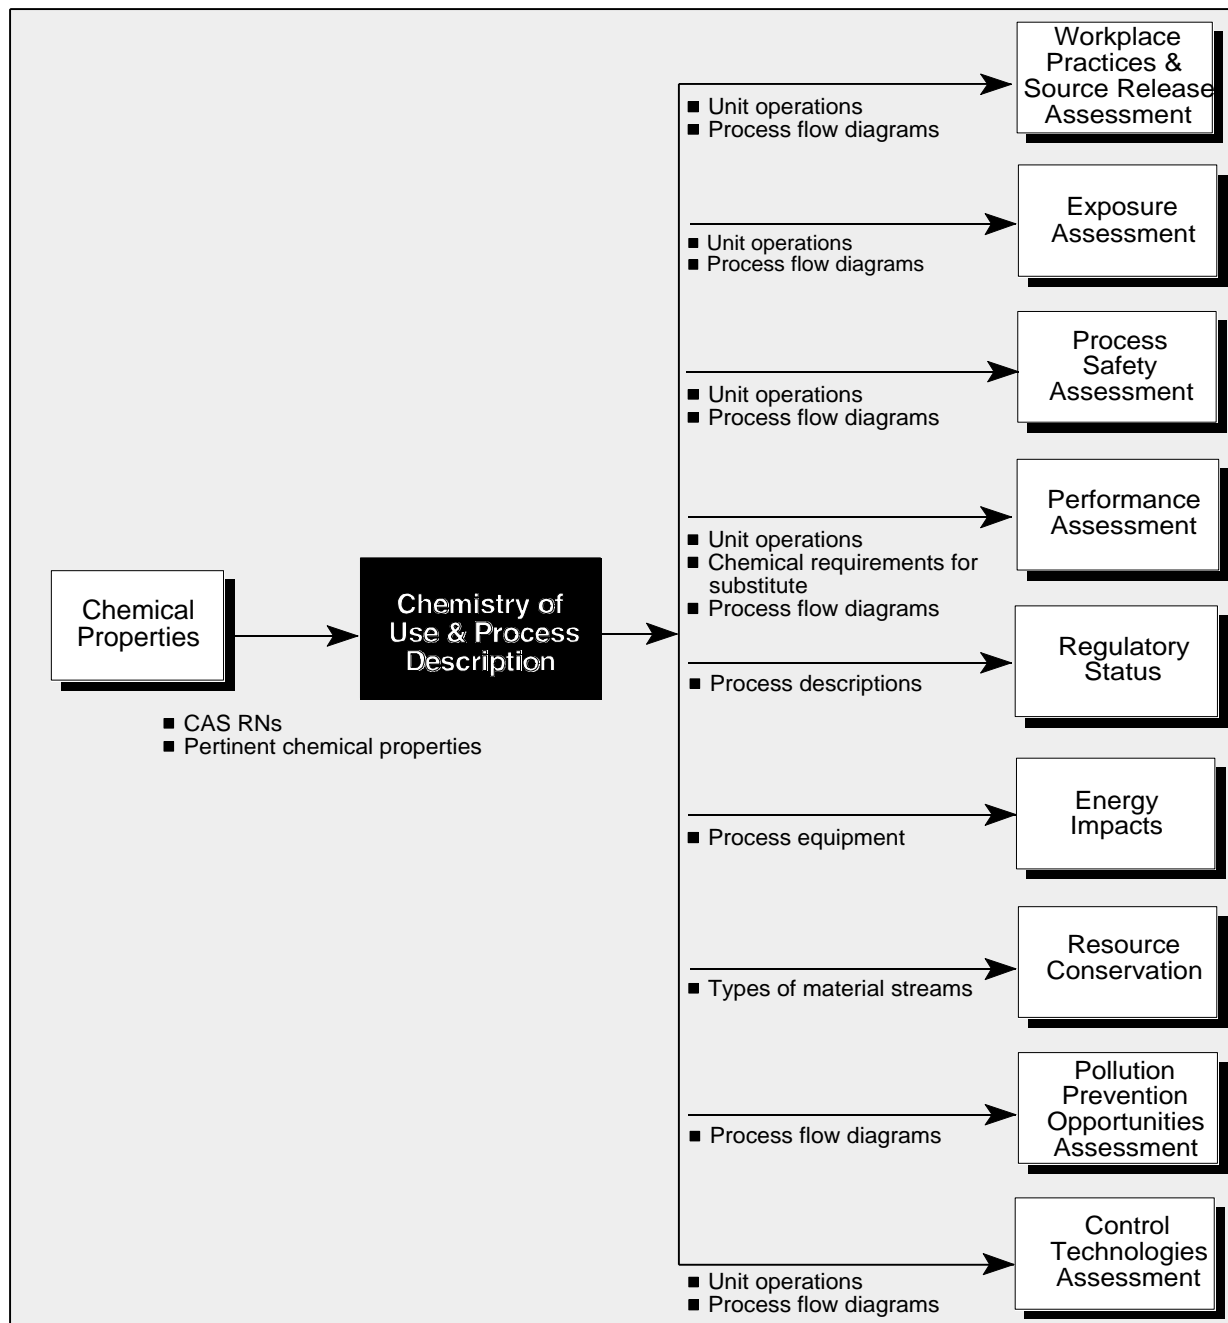 Workplace
Practices &
Source Release
Assessment
■ Unit operations
■ Process flow diagrams
Exposure
Assessment
■ Unit operations
■ Process flow diagrams
Process
Safety
Assessment
■ Unit operations
■ Process flow diagrams
Performance
Assessment
■ Unit operations
■ Chemical requirements for
substitute
■ Process flow diagrams
Chemical
Properties
■ CAS RNs
■ Pertinent chemical properties
Chemistry of
Use & Process
Description
Regulatory
Status
■ Process descriptions
Energy
Impacts
■ Process equipment
Resource
Conservation
■ Types of material streams
Pollution
Prevention
Opportunities
Assessment
■ Process flow diagrams
Control
Technologies
Assessment
■ Unit operations
■ Process flow diagrams